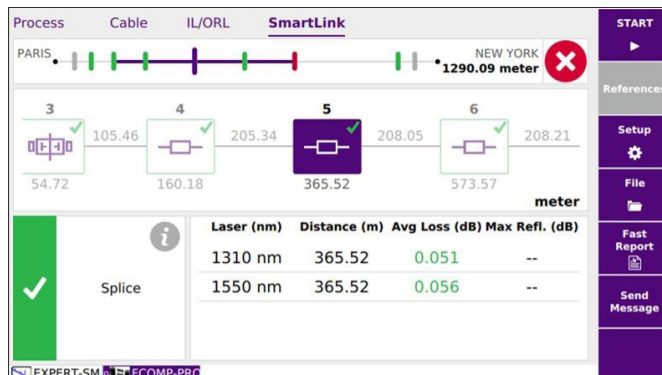 Process Cable IL/ORL SmartLink
START
PARIS
NEW YORK
1290.09 meter
References
3 4 5 6
105.46 205.34 208.05 208.21
54.72 160.18 365.52 573.57
meter
Setup
File
Fast
Report
Send
Message
Splice
Laser (nm) Distance (m) Avg Loss (dB) Max Refl. (dB)
1310 nm 365.52 0.051 --
1550 nm 365.52 0.056 --
EXPERT-SM FCOMP-PRO